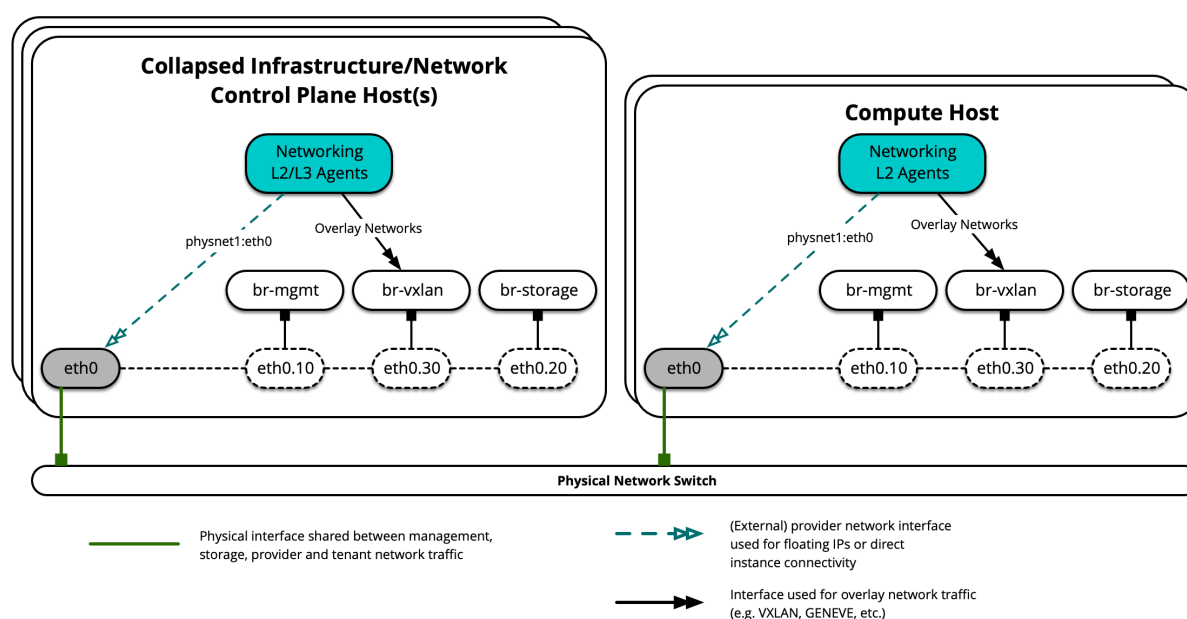 Collapsed Infrastructure/Network
Control Plane Host(s)
Networking
L2/L3 Agents
Overlay Networks
physnet1:eth0
br-mgmt
br-vxlan
br-storage
eth0
eth0.10
eth0.30
eth0.20
Compute Host
Networking
L2 Agents
Overlay Networks
physnet1:eth0
br-mgmt
br-vxlan
br-storage
eth0
eth0.10
eth0.30
eth0.20
Physical Network Switch
Physical interface shared between management,
storage, provider and tenant network traffic
(External) provider network interface
used for floating IPs or direct
instance connectivity
Interface used for overlay network traffic
(e.g. VXLAN, GENEVE, etc.)